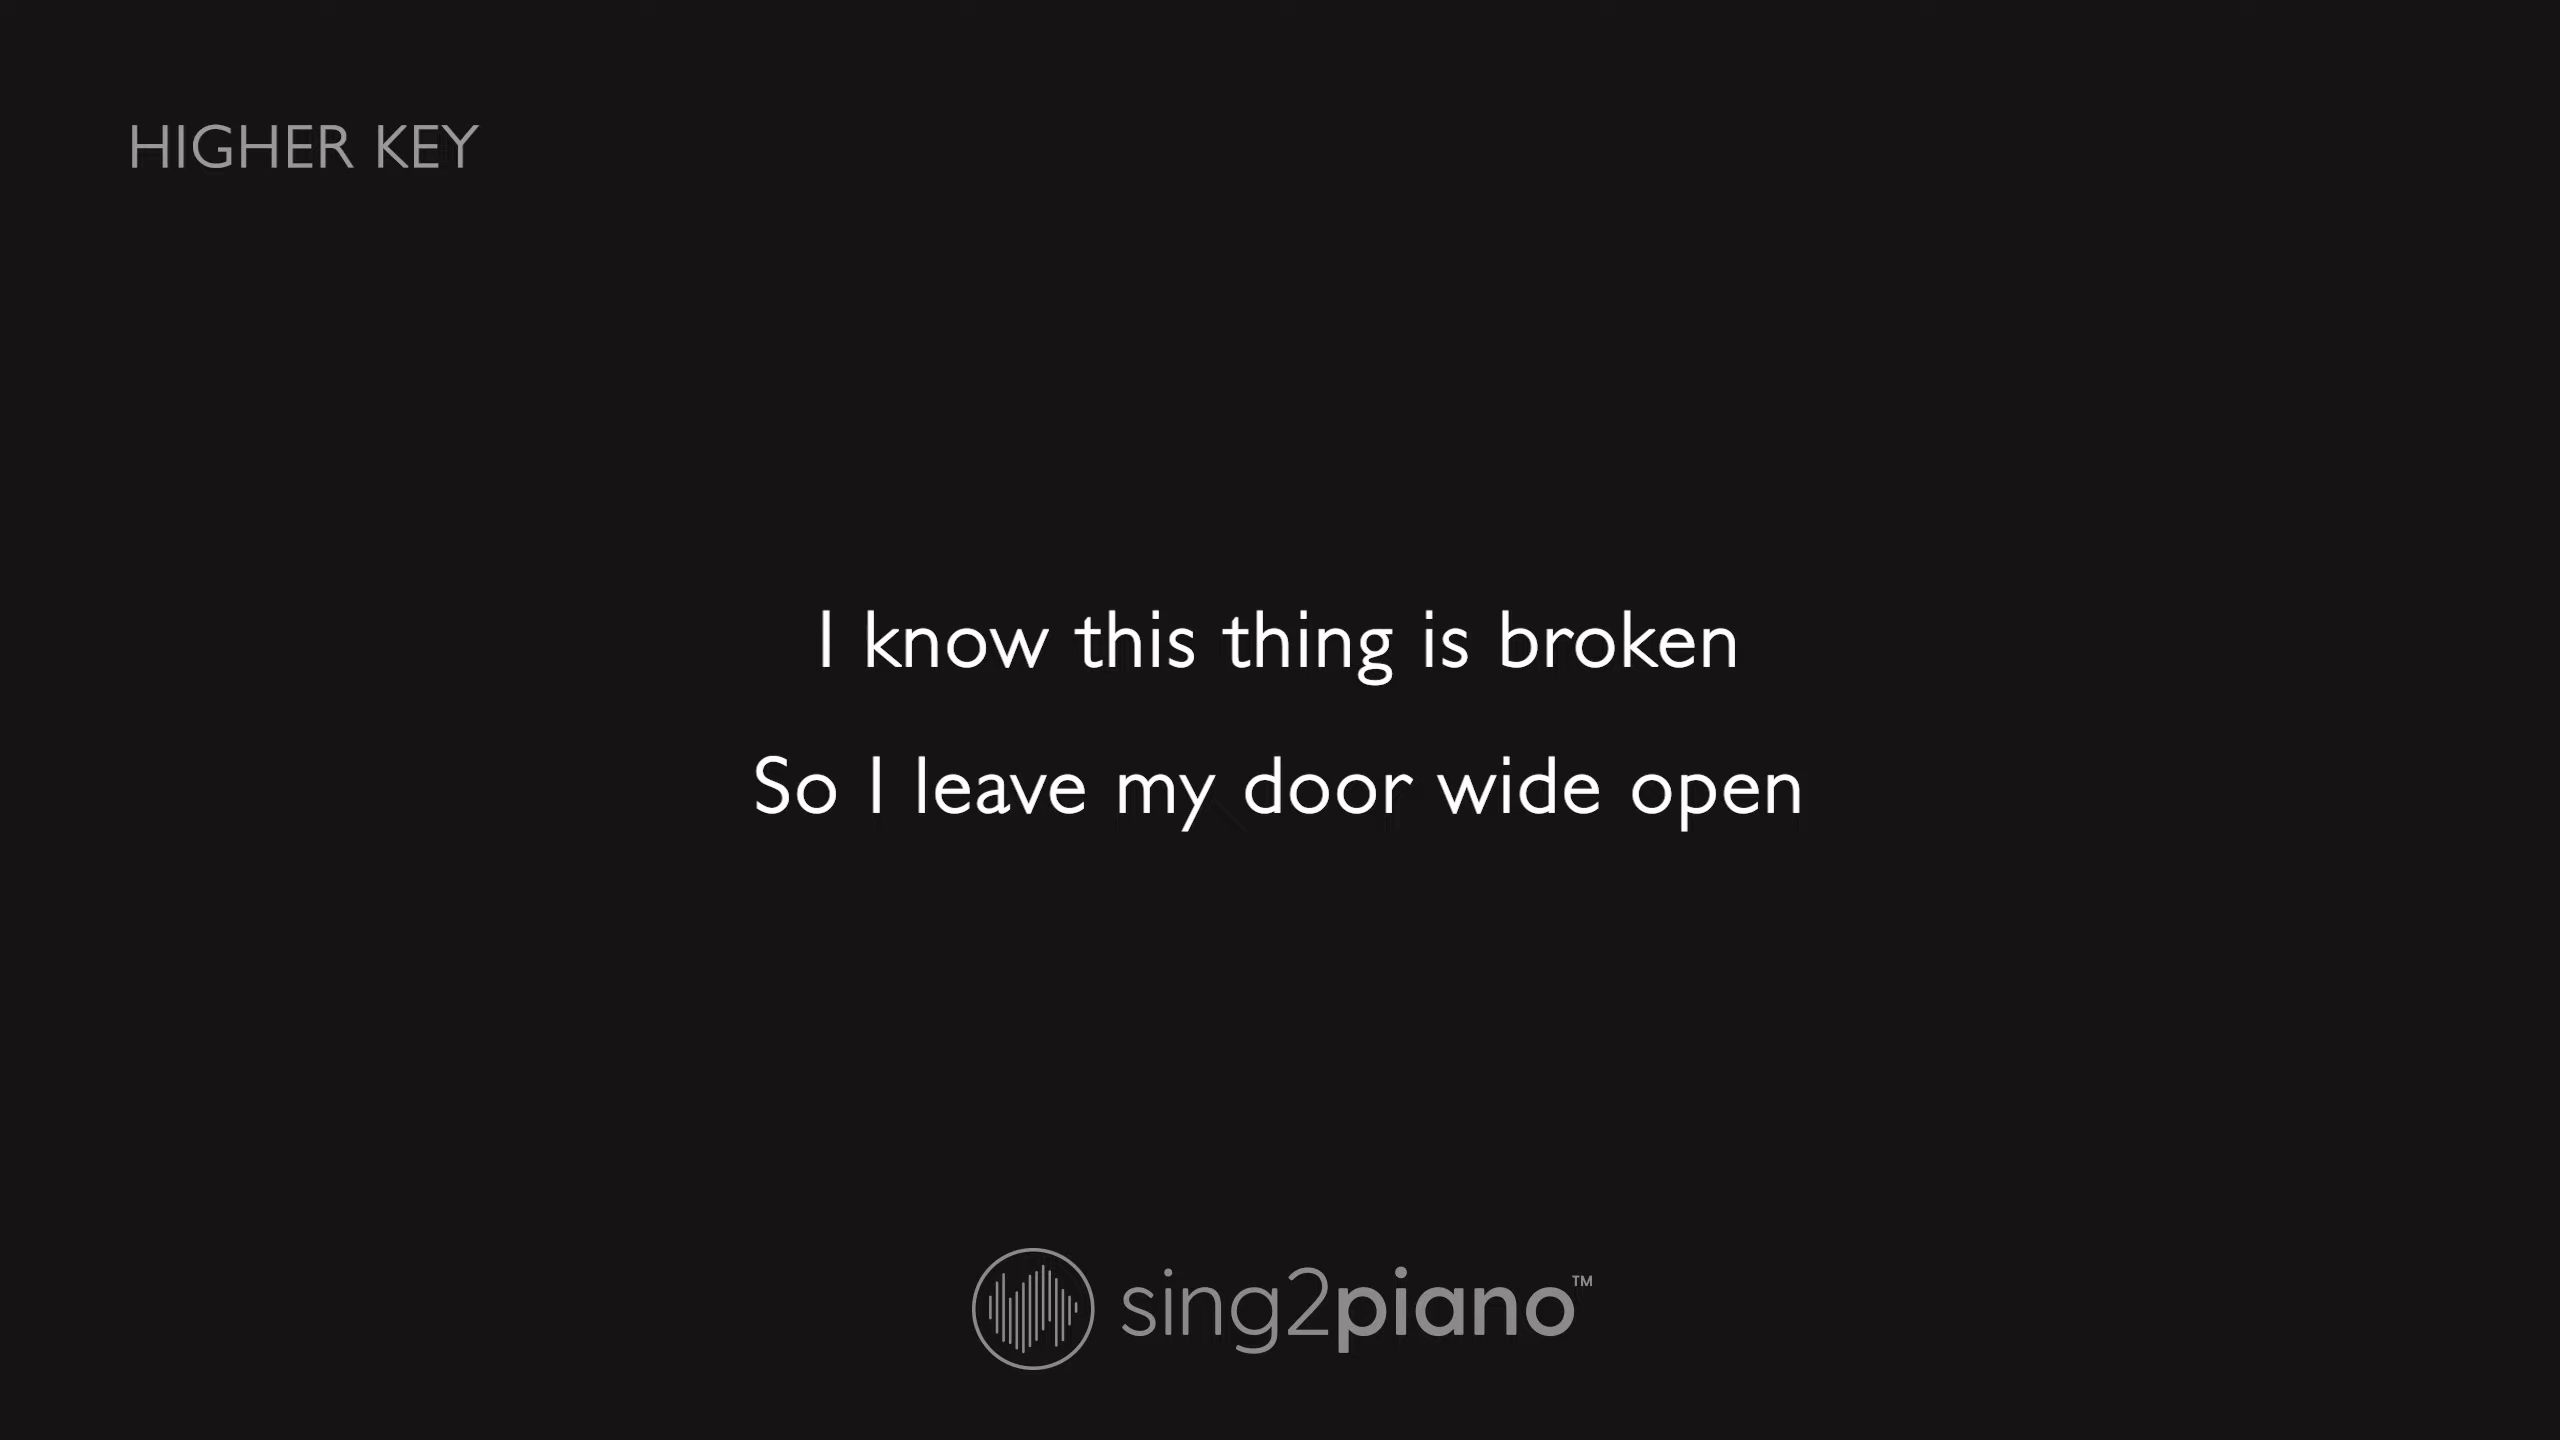 HIGHER KEY
I know this thing is broken
So I leave my door wide open
sing2piano™